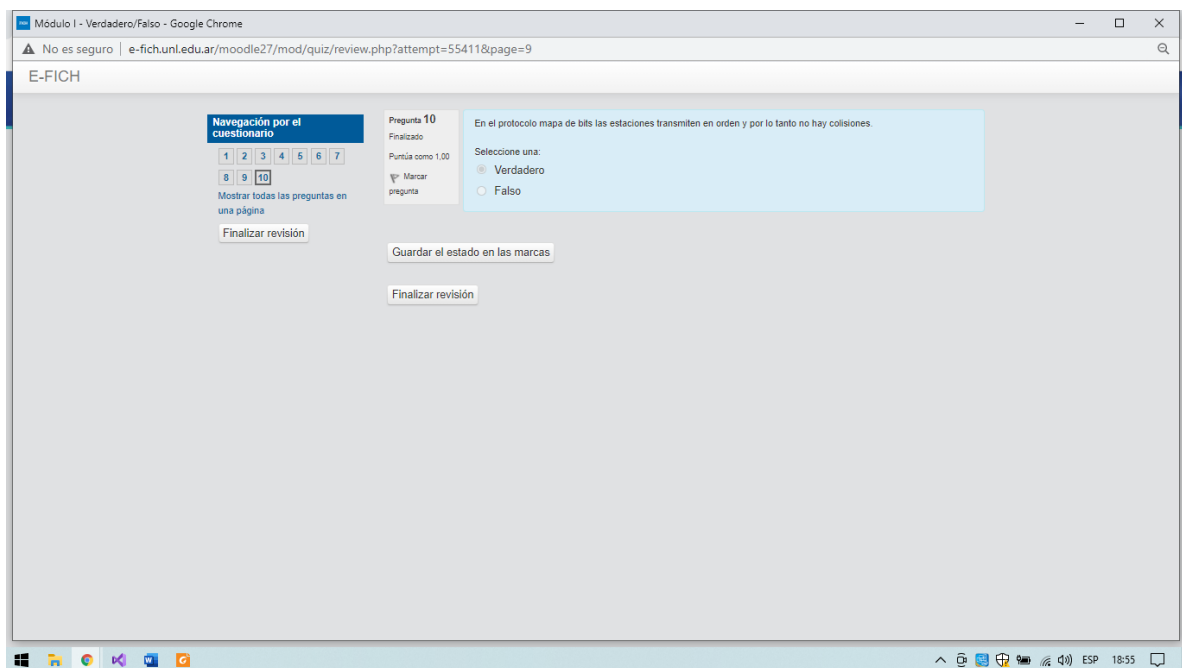 Módulo I - Verdadero/Falso - Google Chrome
No es seguro | e-fich.unl.edu.ar/moodle27/mod/quiz/review.php?attempt=55411&page=9
E-FICH
Navegación por el
cuestionario
1 2 3 4 5 6 7
8 9 10
Mostrar todas las preguntas en
una página
Finalizar revisión
Pregunta 10
Finalizado
Puntúa como 1,00
Marcar
pregunta
En el protocolo mapa de bits las estaciones transmiten en orden y por lo tanto no hay colisiones.
Seleccione una:
Verdadero
Falso
Guardar el estado en las marcas
Finalizar revisión
ESP 18:55